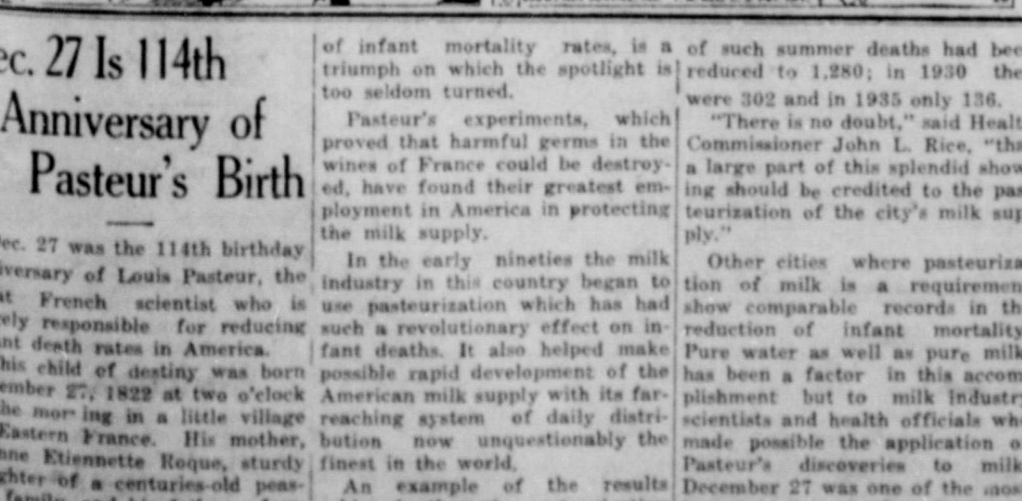 ec. 27 Is 114th
Anniversary of
Pasteur's Birth
ec. 27 was the 114th birthday
iversary of Louis Pasteur, the
at French scientist who is
ely responsible for reducing
nt death rates in America.
his child of destiny was born
ember 27, 1822 at two o'clock
he mor-ing in a little village
Eastern France. His mother,
nne Etiennette Roque, sturdy
ghter of a centuries-old peas-
of infant mortality rates, is a
triumph on which the spotlight is
too seldom turned.
Pasteur's experiments, which
proved that harmful germs in the
wines of France could be destroy-
ed, have found their greatest em-
ployment in America in protecting
the milk supply.
In the early nineties the milk
industry in this country began to
use pasteurization which has had
such a revolutionary effect on in-
fant deaths. It also helped make
possible rapid development of the
American milk supply with its far-
reaching system of daily distri-
bution now unquestionably the
finest in the world.
An example of the results
of such summer deaths had bee
reduced to 1,280; in 1930 the
were 302 and in 1935 only 136.
"There is no doubt," said Healt
Commissioner John L. Rice, "tha
a large part of this splendid show
ing should be credited to the pas
teurization of the city's milk sup
ply."
Other cities where pasteuriza
tion of milk is a requiremen
show comparable records in th
reduction of infant mortality
Pure water as well as pure milk
has been a factor in this accom
plishment but to milk industr
scientists and health officials wh
made possible the application o
Pasteur's discoveries to milk
December 27 was one of the mos